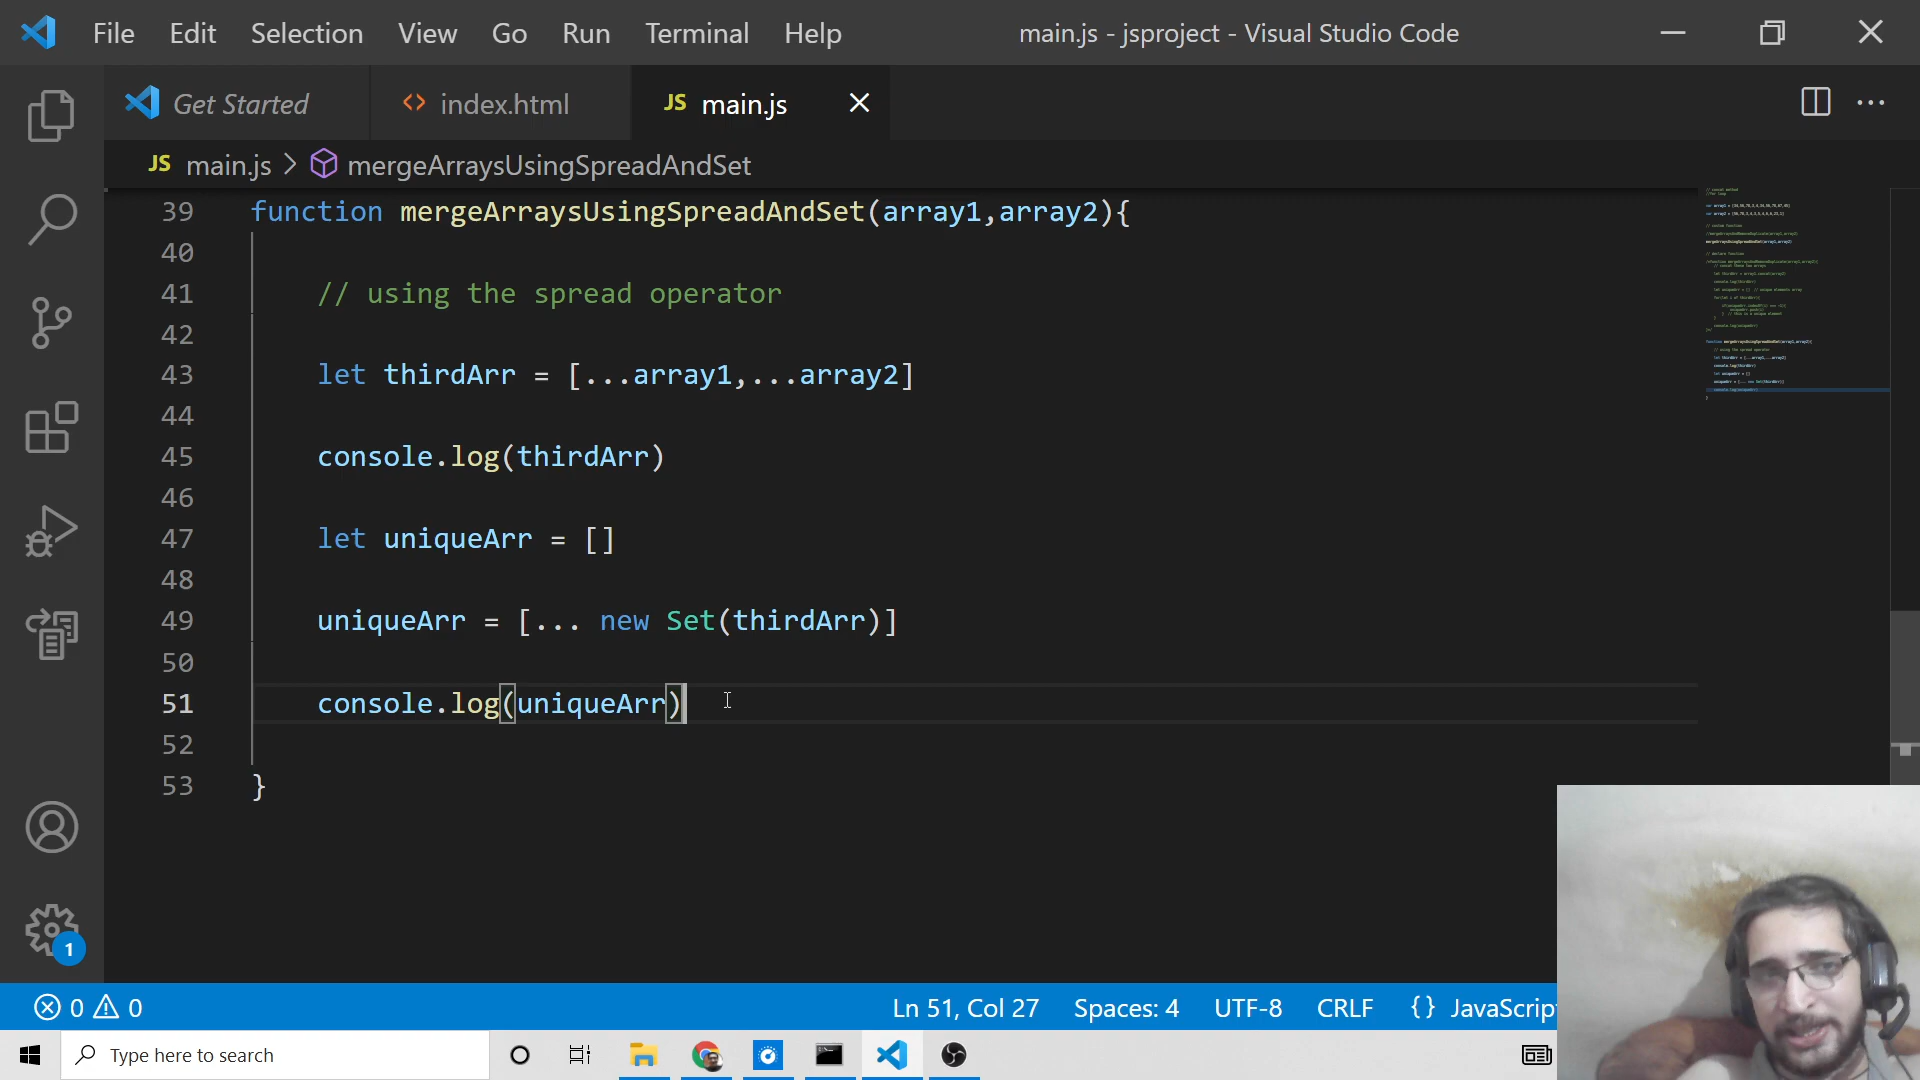 File Edit Selection View Go Run Terminal Help main.js - jsproject - Visual Studio Code
Get Started index.html JS main.js
JS main.js > mergeArraysUsingSpreadAndSet
39 function mergeArraysUsingSpreadAndSet(array1,array2){
40
41 // using the spread operator
42
43 let thirdArr = [...array1,...array2]
44
45 console.log(thirdArr)
46
47 let uniqueArr = []
48
49 uniqueArr = [... new Set(thirdArr)]
50
51 console.log(uniqueArr)
52
53 }
1
0 0 Ln 51, Col 27 Spaces: 4 UTF-8 CRLF {} JavaScrip
Type here to search